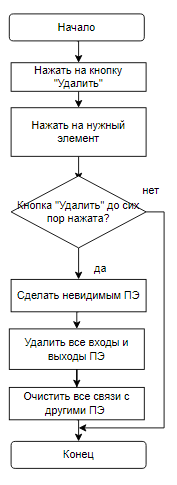 Начало
Нажать на кнопку
"Удалить"
Нажать на нужный
элемент
Кнопка "Удалить" до сих
пор нажата?
нет
да
Сделать невидимым ПЭ
Удалить все входы и
выходы ПЭ
Очистить все связи с
другими ПЭ
Конец